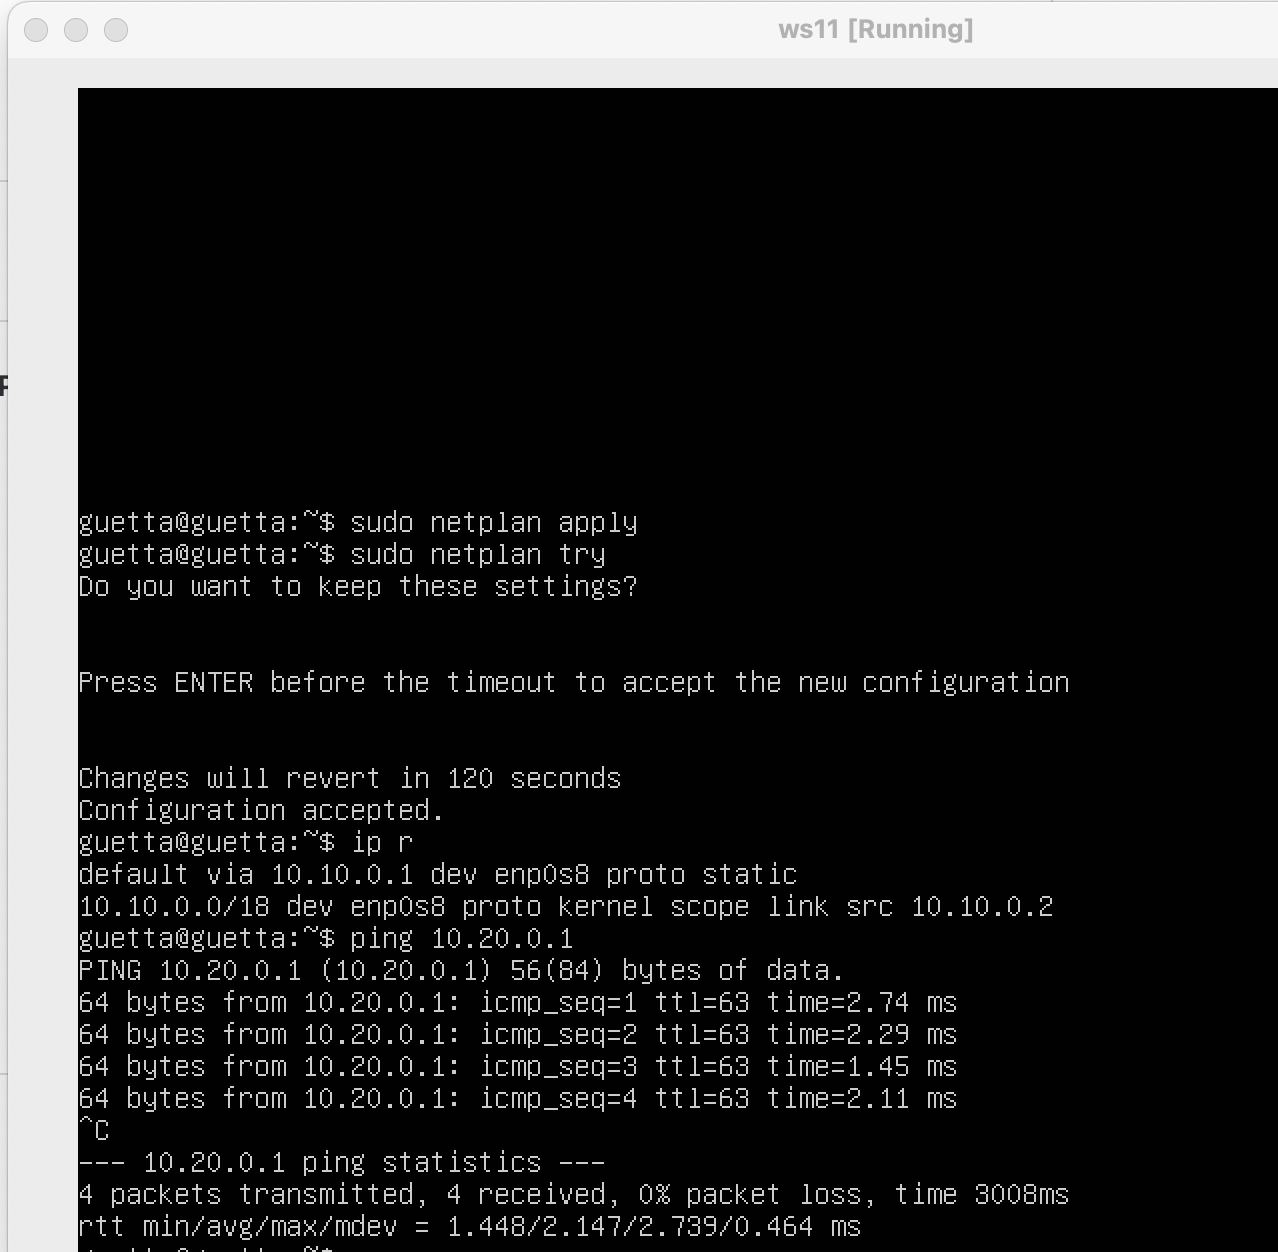 ws11 [Running]
guetta@guetta:~$ sudo netplan apply
guetta@guetta:~$ sudo netplan try
Do you want to keep these settings?
Press ENTER before the timeout to accept the new configuration
Changes will revert in 120 seconds
Configuration accepted.
guetta@guetta:~$ ip r
default via 10.10.0.1 dev enp0s8 proto static
10.10.0.0/18 dev enp0s8 proto kernel scope link src 10.10.0.2
guetta@guetta:~$ ping 10.20.0.1
PING 10.20.0.1 (10.20.0.1) 56(84) bytes of data.
64 bytes from 10.20.0.1: icmp_seq=1 ttl=63 time=2.74 ms
64 bytes from 10.20.0.1: icmp_seq=2 ttl=63 time=2.29 ms
64 bytes from 10.20.0.1: icmp_seq=3 ttl=63 time=1.45 ms
64 bytes from 10.20.0.1: icmp_seq=4 ttl=63 time=2.11 ms
^C
--- 10.20.0.1 ping statistics ---
4 packets transmitted, 4 received, 0% packet loss, time 3008ms
rtt min/avg/max/mdev = 1.448/2.147/2.739/0.464 ms